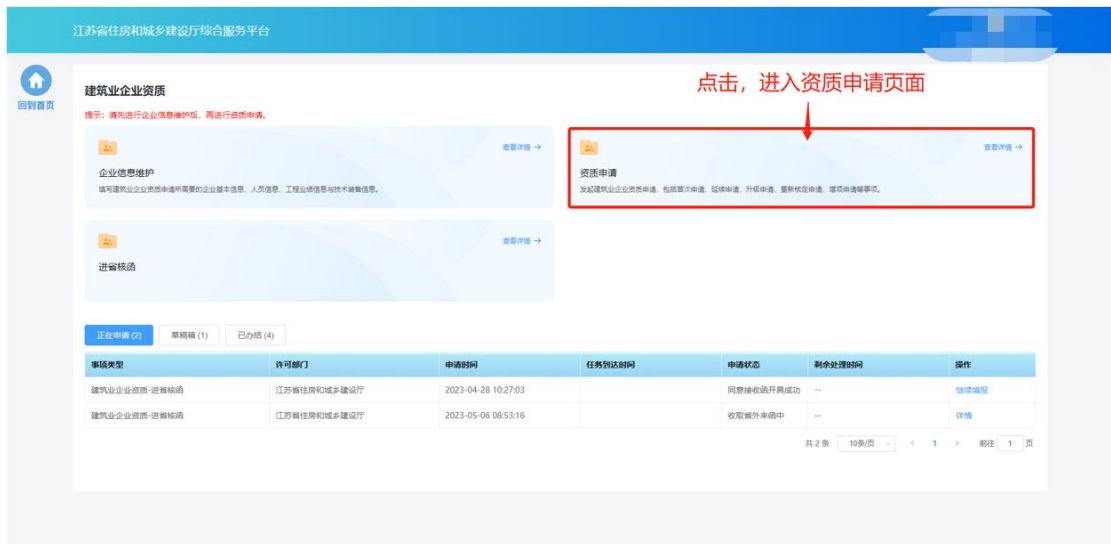 江苏省住房和城乡建设厅综合服务平台
回到首页
建筑业企业资质
点击，进入资质申请页面
提示：请先进行企业信息维护后，再进行资质申请。
查看详情 →
查看详情 →
企业信息维护
资质申请
填写建筑业企业资质申请所需要的企业基本信息、人员信息、工程业绩信息与技术装备信息。
发起建筑业企业资质申请，包括首次申请、延续申请、升级申请、重新核定申请、增项申请等事项。
查看详情 →
进省核函
正在申请 (2) 草稿箱 (1) 已办结 (4)
事项类型 许可部门 申请时间 任务到达时间 申请状态 剩余处理时间 操作
建筑业企业资质-进省核函 江苏省住房和城乡建设厅 2023-04-28 10:27:03 同意接收函开具成功 -- 继续填报
建筑业企业资质-进省核函 江苏省住房和城乡建设厅 2023-05-06 08:53:16 收取省外来函中 -- 详情
共 2 条 10条/页 < 1 > 前往 1 页